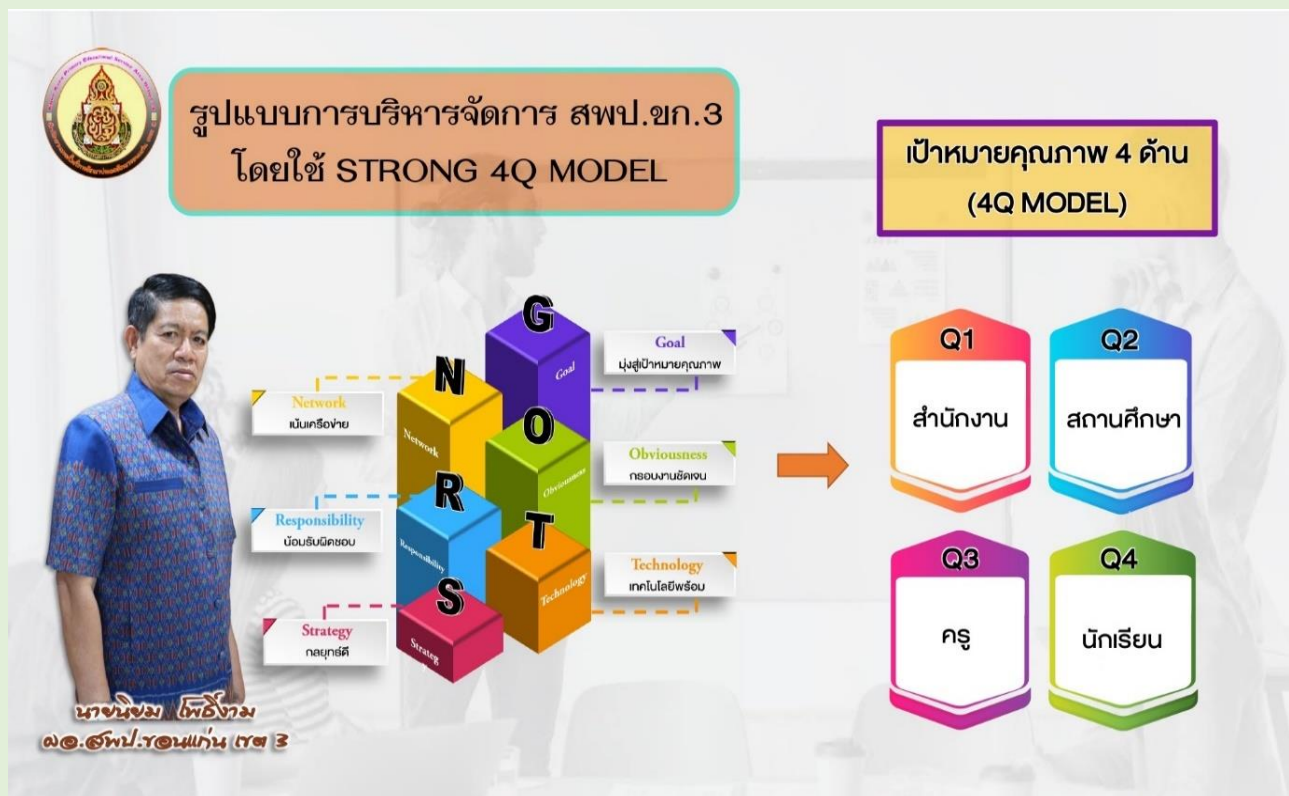 รูปแบบการบริหารจัดการ สพป.ขก.3
โดยใช้ STRONG 4Q MODEL
เป้าหมายคุณภาพ 4 ด้าน
(4Q MODEL)
G
Goal
Goal
มุ่งสู่เป้าหมายคุณภาพ
N
Network
Network
เน้นเครือข่าย
O
Obviousness
Obviousness
กรอบงานชัดเจน
R
Responsibility
Responsibility
น้อมรับผิดชอบ
T
Technology
Technology
เทคโนโลยีพร้อม
S
Strateg
Strategy
กลยุทธ์ดี
Q1
สำนักงาน
Q2
สถานศึกษา
Q3
ครู
Q4
นักเรียน
นายนิยม โพธิ์งาม
ผอ.สพป.ขอนแก่น เขต 3